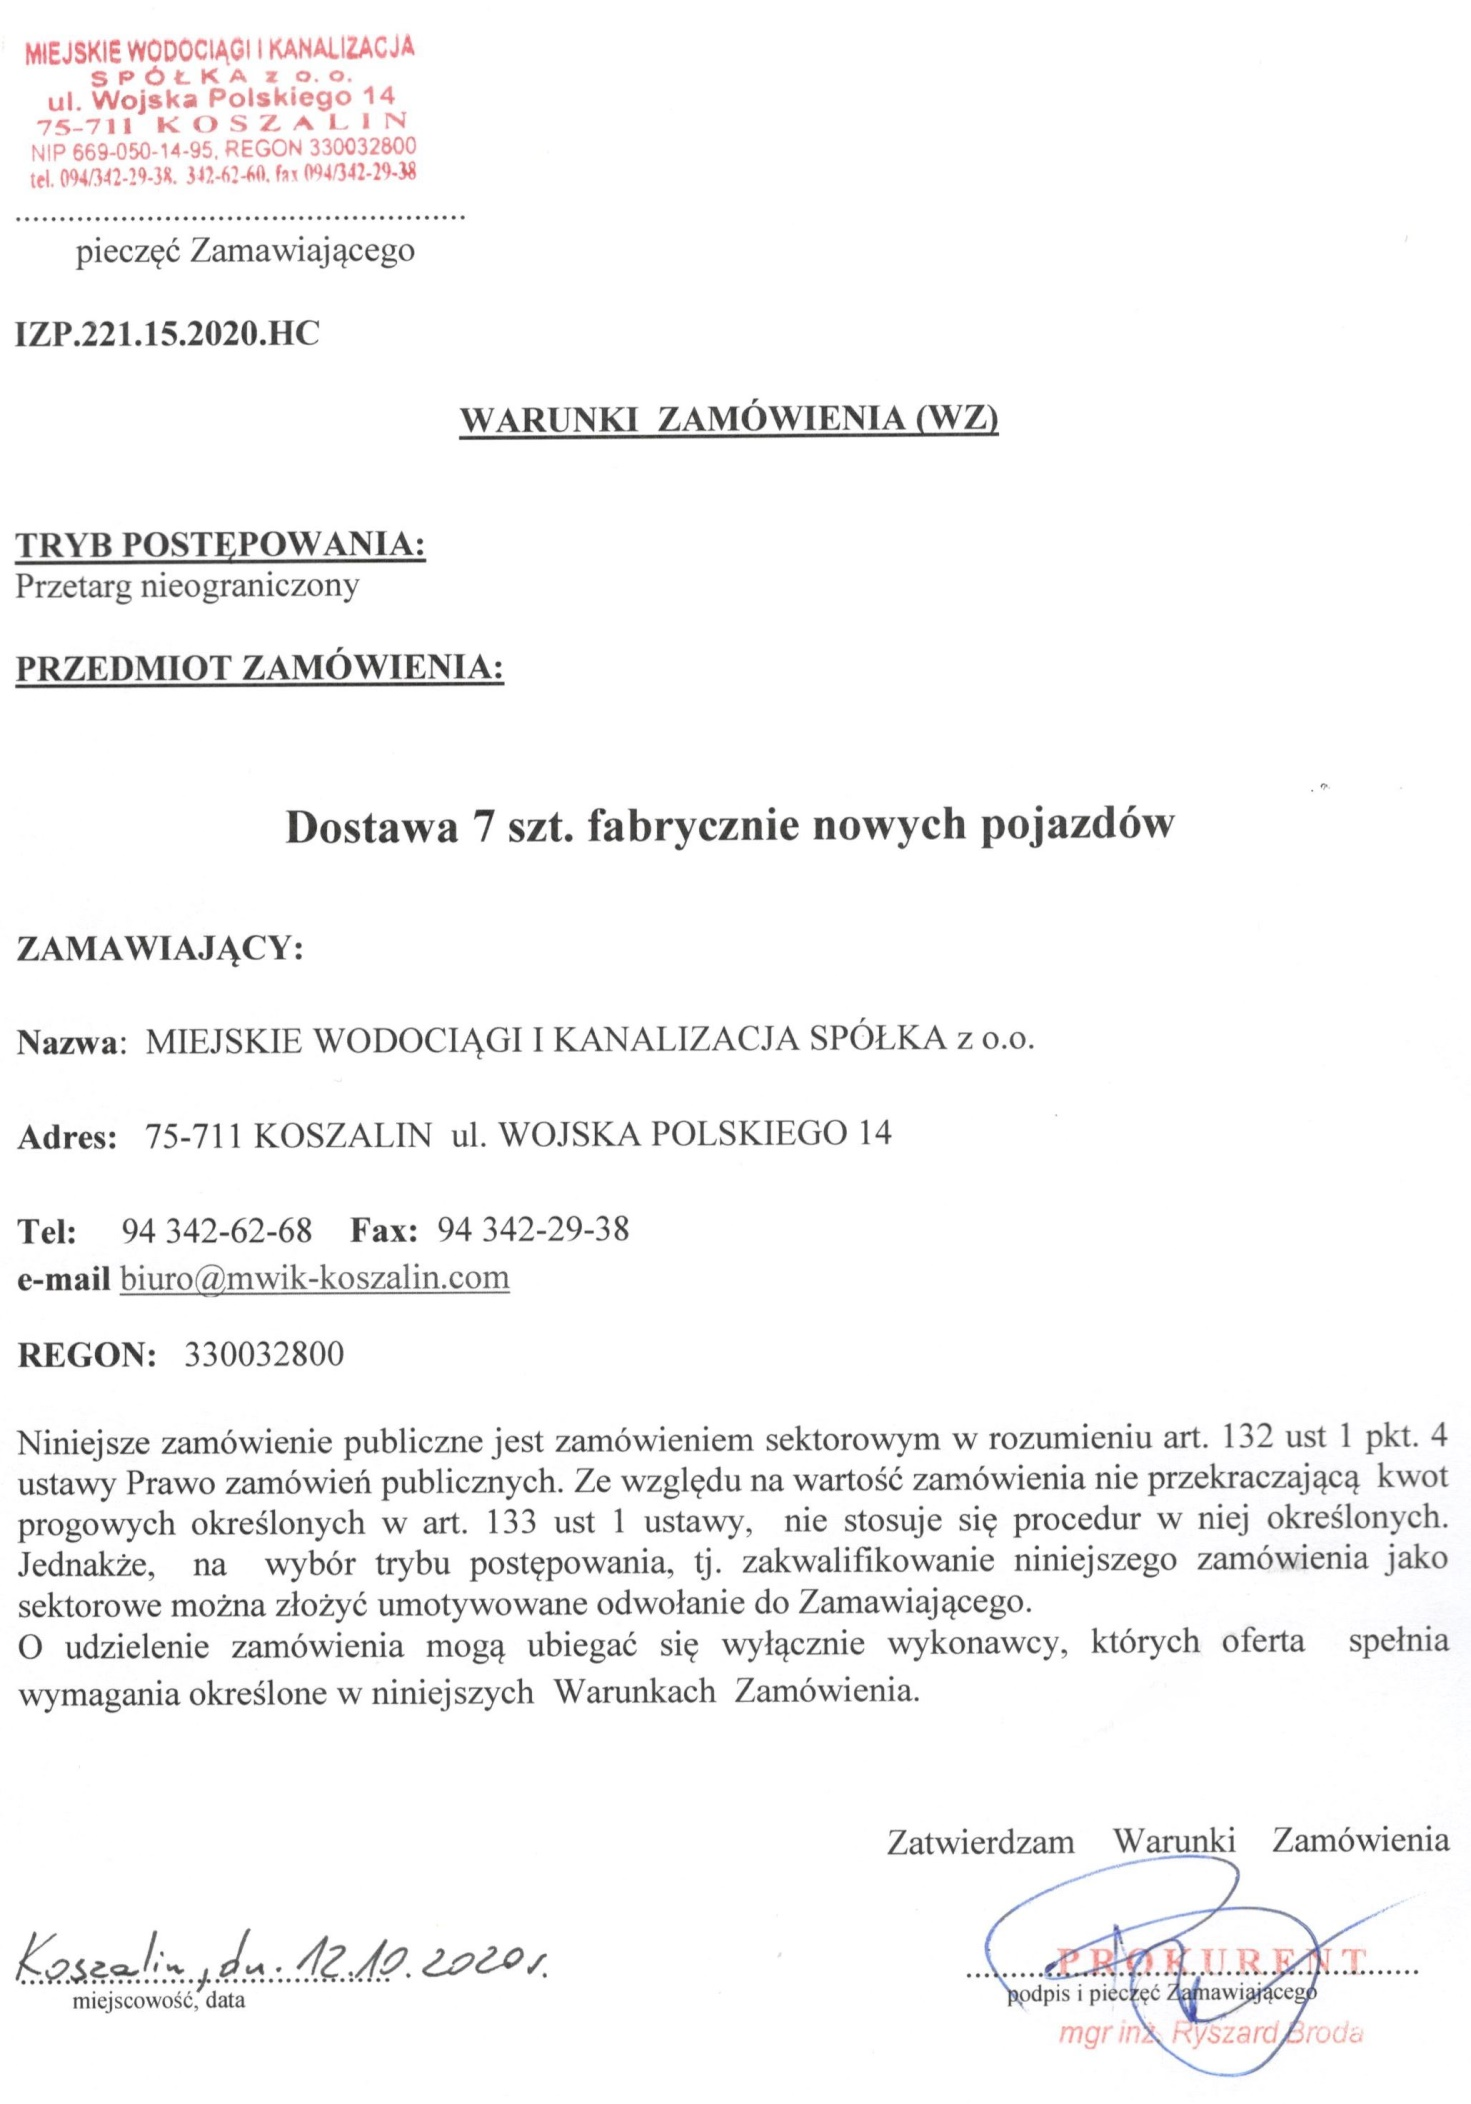 MIEJSKIE WODOCIĄGI I KANALIZACJA
SPÓŁKA z o.o.
ul. Wojska Polskiego 14
75-711 KOSZALIN
NIP 669-050-14-95, REGON 330032800
tel. 094/342-29-38, 342-62-60, fax 094/342-29-38
..................................................
pieczęć Zamawiającego
IZP.221.15.2020.HC
WARUNKI ZAMÓWIENIA (WZ)
TRYB POSTĘPOWANIA:
Przetarg nieograniczony
PRZEDMIOT ZAMÓWIENIA:
Dostawa 7 szt. fabrycznie nowych pojazdów
ZAMAWIAJĄCY:
Nazwa: MIEJSKIE WODOCIĄGI I KANALIZACJA SPÓŁKA z o.o.
Adres: 75-711 KOSZALIN ul. WOJSKA POLSKIEGO 14
Tel: 94 342-62-68 Fax: 94 342-29-38
e-mail biuro@mwik-koszalin.com
REGON: 330032800
Niniejsze zamówienie publiczne jest zamówieniem sektorowym w rozumieniu art. 132 ust 1 pkt. 4
ustawy Prawo zamówień publicznych. Ze względu na wartość zamówienia nie przekraczającą kwot
progowych określonych w art. 133 ust 1 ustawy, nie stosuje się procedur w niej określonych.
Jednakże, na wybór trybu postępowania, tj. zakwalifikowanie niniejszego zamówienia jako
sektorowe można złożyć umotywowane odwołanie do Zamawiającego.
O udzielenie zamówienia mogą ubiegać się wyłącznie wykonawcy, których oferta spełnia
wymagania określone w niniejszych Warunkach Zamówienia.
Zatwierdzam Warunki Zamówienia
Koszalin, dn. 12.10.2020r.
miejscowość, data
PROKURENT
podpis i pieczęć Zamawiającego
mgr inż. Ryszard Broda